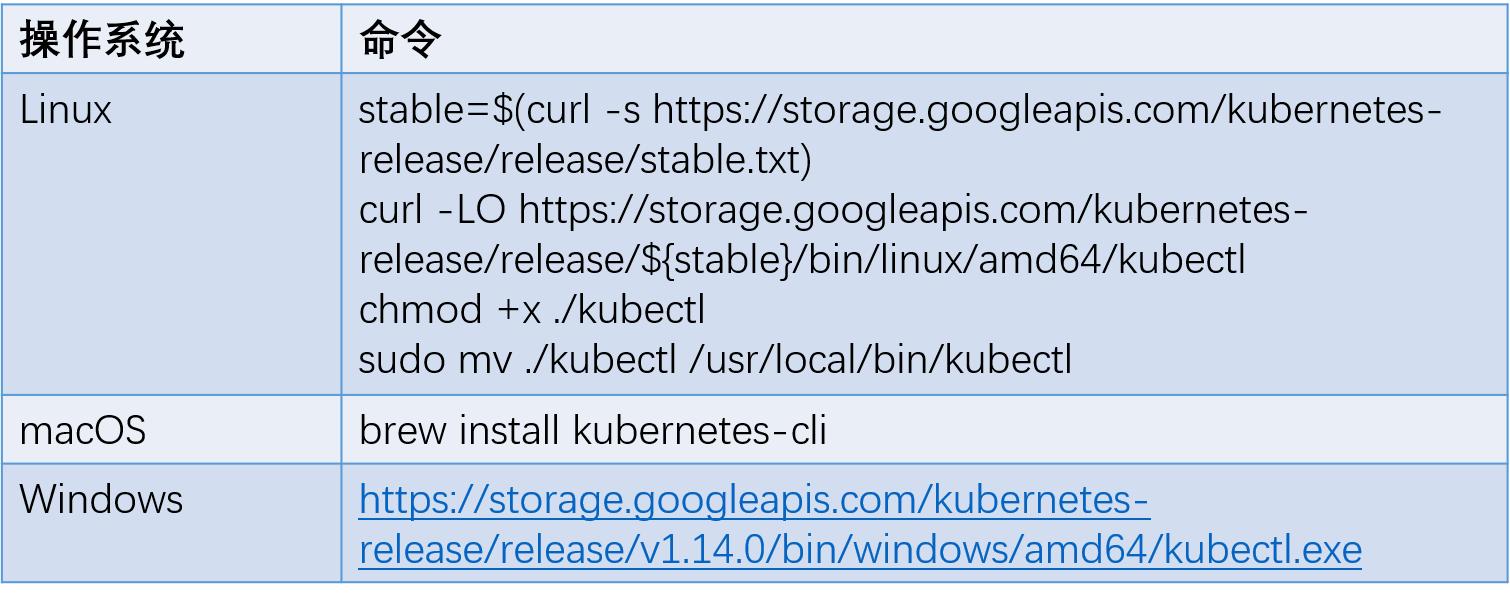 操作系统
命令
Linux
stable=$(curl -s https://storage.googleapis.com/kubernetes-
release/release/stable.txt)
curl -LO https://storage.googleapis.com/kubernetes-
release/release/${stable}/bin/linux/amd64/kubectl
chmod +x ./kubectl
sudo mv ./kubectl /usr/local/bin/kubectl
macOS
brew install kubernetes-cli
Windows
https://storage.googleapis.com/kubernetes-
release/release/v1.14.0/bin/windows/amd64/kubectl.exe